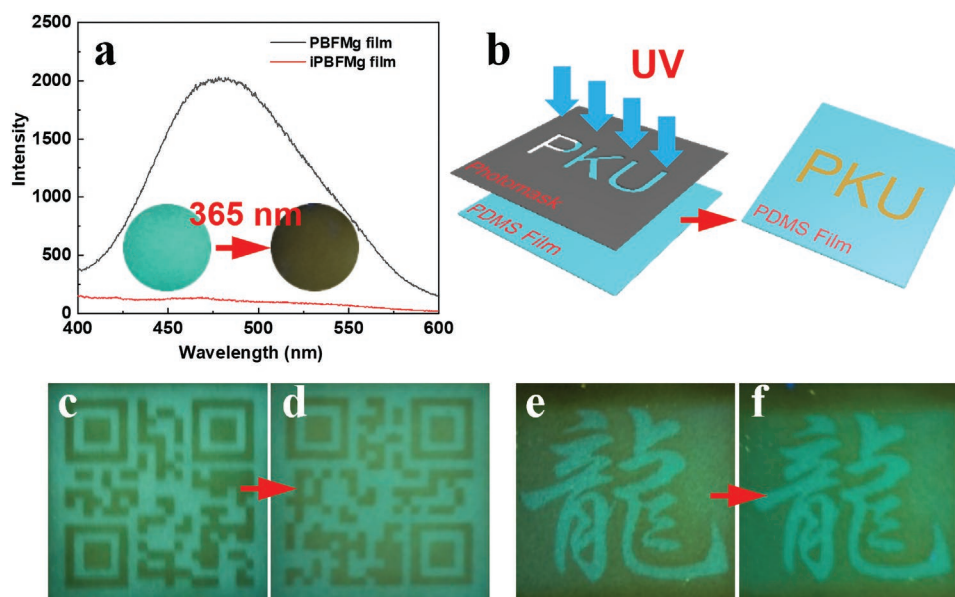 a
PBFMg film
iPBFMg film
2500
2000
1500
1000
500
0
Intensity
365 nm
400
450
500
550
600
Wavelength (nm)
b
UV
PKU
Photomask
PDMS Film
PKU
PDMS Film
c
d
e
龍
f
龍